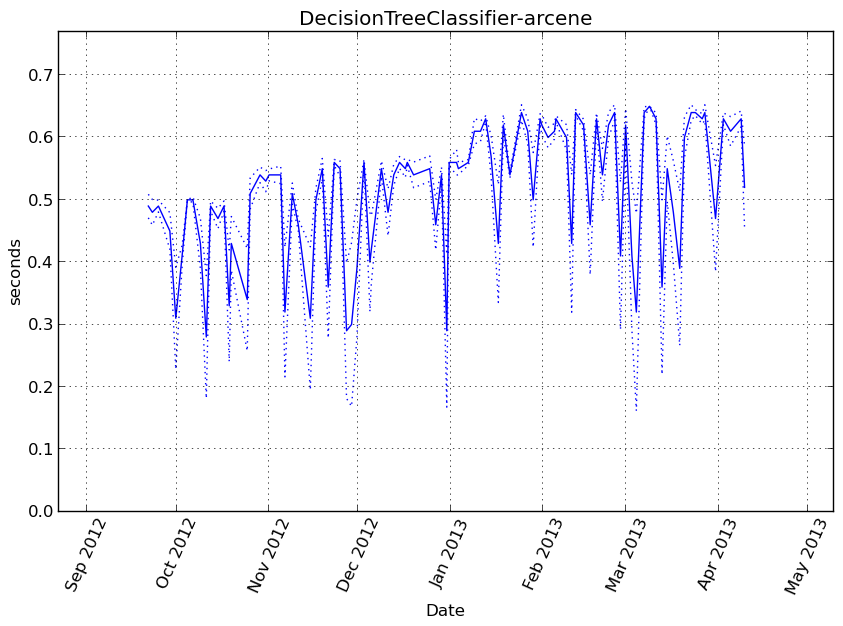 DecisionTreeClassifier-arcene
0.7
0.6
0.5
0.4
0.3
0.2
0.1
0.0
seconds
Sep 2012
Oct 2012
Nov 2012
Dec 2012
Jan 2013
Feb 2013
Mar 2013
Apr 2013
May 2013
Date